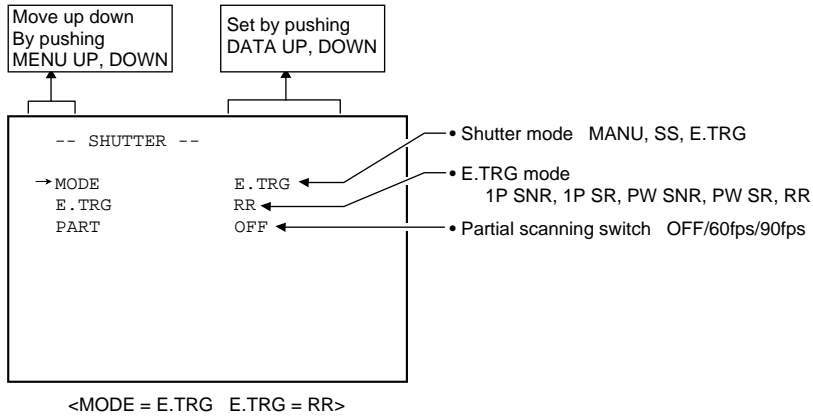 Move up down
By pushing
MENU UP, DOWN
Set by pushing
DATA UP, DOWN
-- SHUTTER --
→MODE E.TRG
E.TRG RR
PART OFF
• Shutter mode MANU, SS, E.TRG
• E.TRG mode
1P SNR, 1P SR, PW SNR, PW SR, RR
• Partial scanning switch OFF/60fps/90fps
<MODE = E.TRG E.TRG = RR>